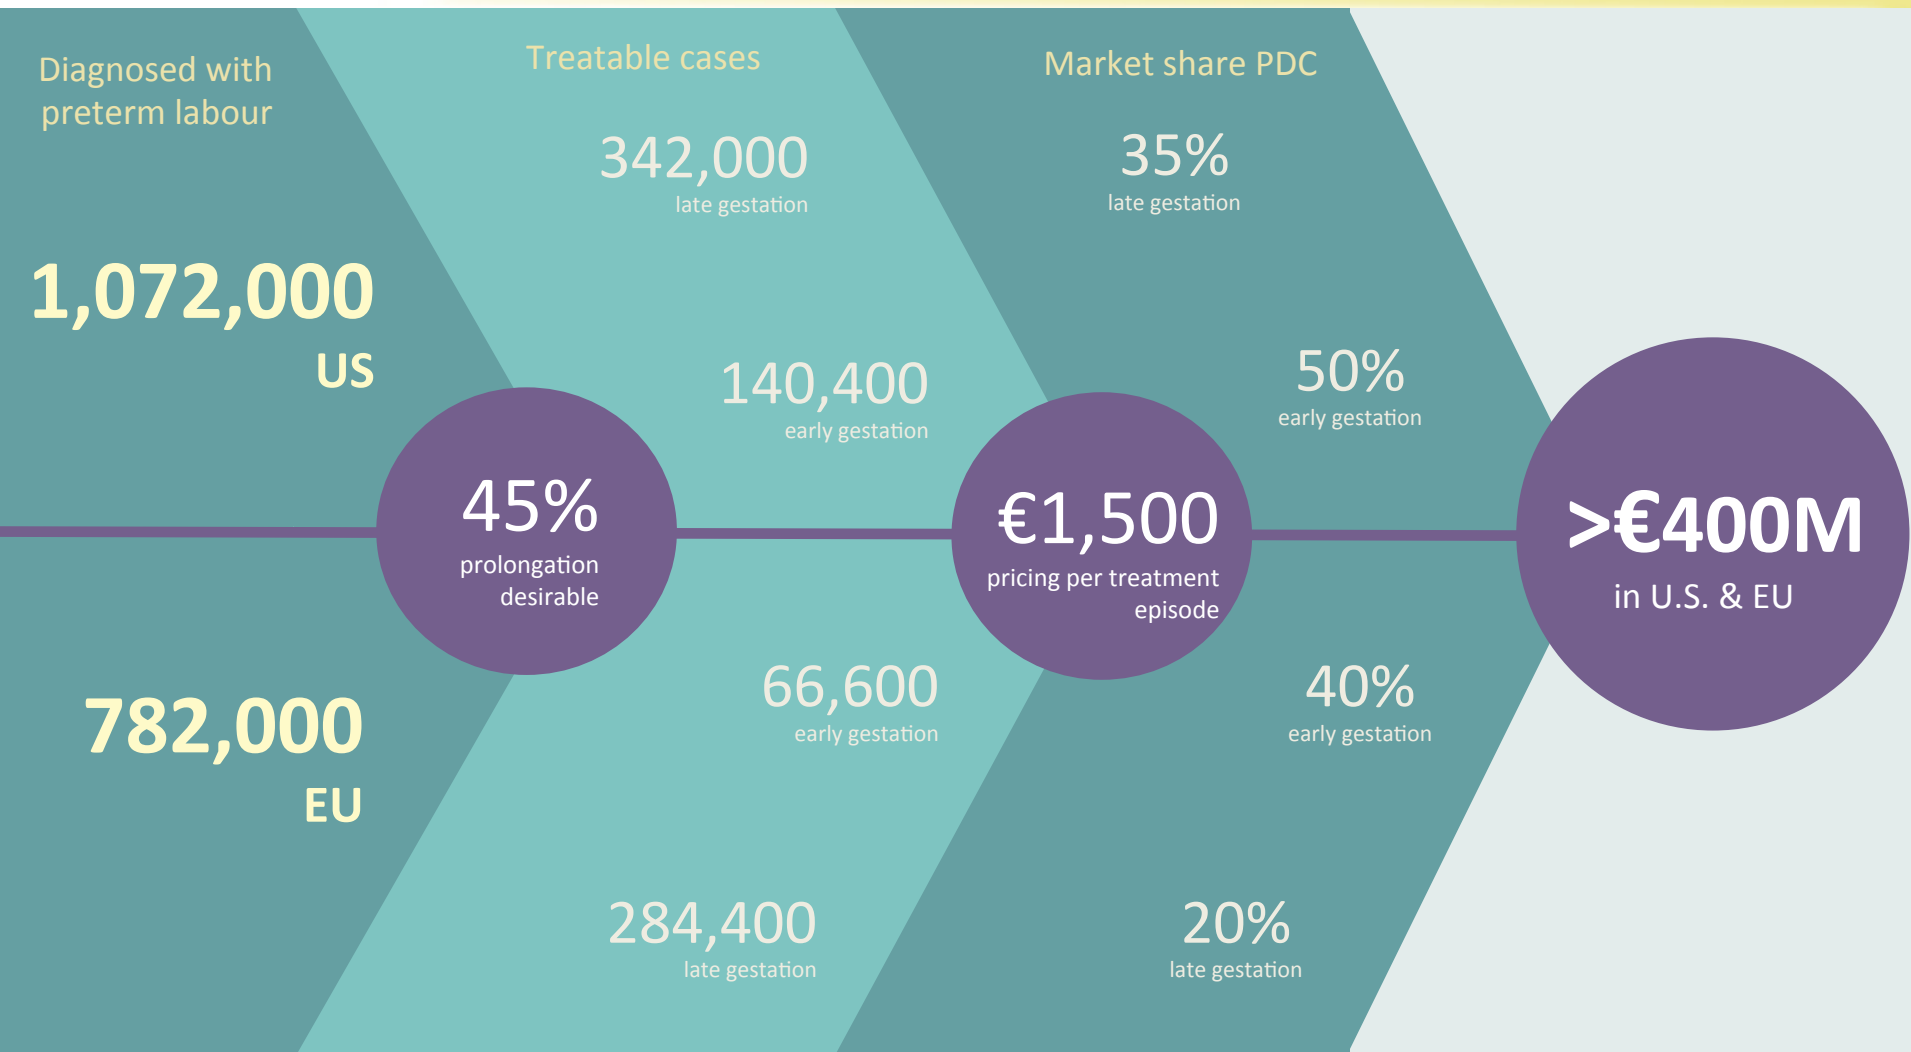 Diagnosed with
preterm labour
1,072,000
US
782,000
EU
45%
prolongation
desirable
Treatable cases
342,000
late gestation
140,400
early gestation
66,600
early gestation
284,400
late gestation
€1,500
pricing per treatment
episode
Market share PDC
35%
late gestation
50%
early gestation
40%
early gestation
20%
late gestation
>€400M
in U.S. & EU